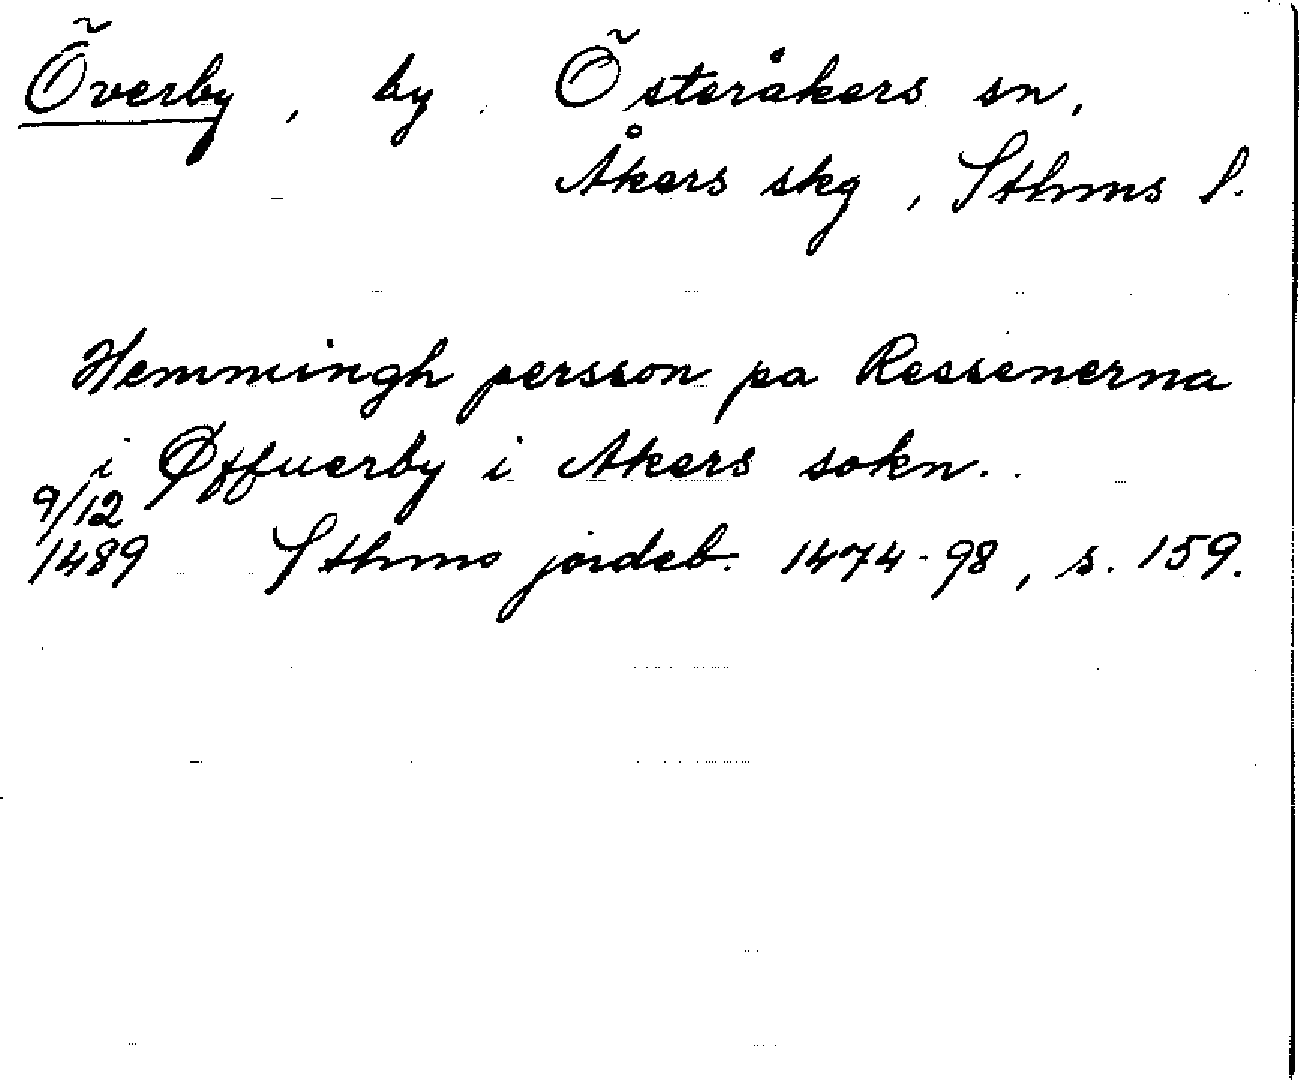 Överby, by. Österåkers sn,
Åkers skg, Sthms l.
Hemmingh persson pa Ressenerna
i Øffuerby i Akers sokn.
9/12
1489 Sthms jordeb. 1474-98, s. 159.